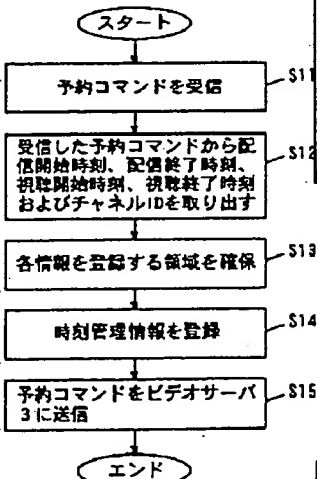 スタート
予約コマンドを受信
S11
受信した予約コマンドから配
信開始時刻、配信終了時刻、
視聴開始時刻、視聴終了時刻
およびチャネルIDを取り出す
S12
各情報を登録する領域を確保
S13
時刻管理情報を登録
S14
予約コマンドをビデオサーバ
3に送信
S15
エンド